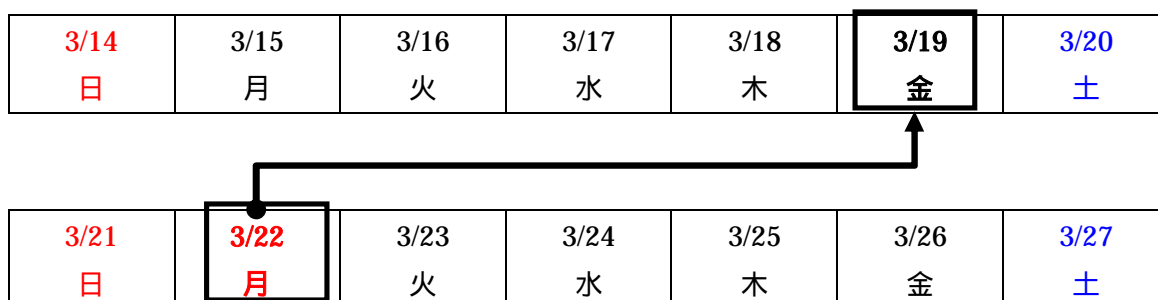 3/14 3/15 3/16 3/17 3/18 3/19 3/20
日 月 火 水 木 金 土
3/21 3/22 3/23 3/24 3/25 3/26 3/27
日 月 火 水 木 金 土